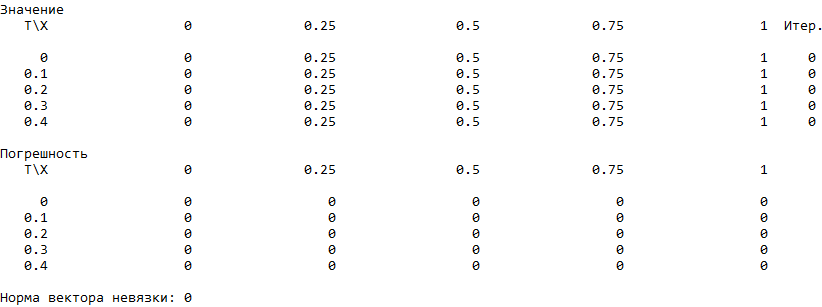 Значение
T\X 0 0.25 0.5 0.75 1 Итер.
0 0 0.25 0.5 0.75 1 0
0.1 0 0.25 0.5 0.75 1 0
0.2 0 0.25 0.5 0.75 1 0
0.3 0 0.25 0.5 0.75 1 0
0.4 0 0.25 0.5 0.75 1 0
Погрешность
T\X 0 0.25 0.5 0.75 1
0 0 0 0 0 0
0.1 0 0 0 0 0
0.2 0 0 0 0 0
0.3 0 0 0 0 0
0.4 0 0 0 0 0
Норма вектора невязки: 0